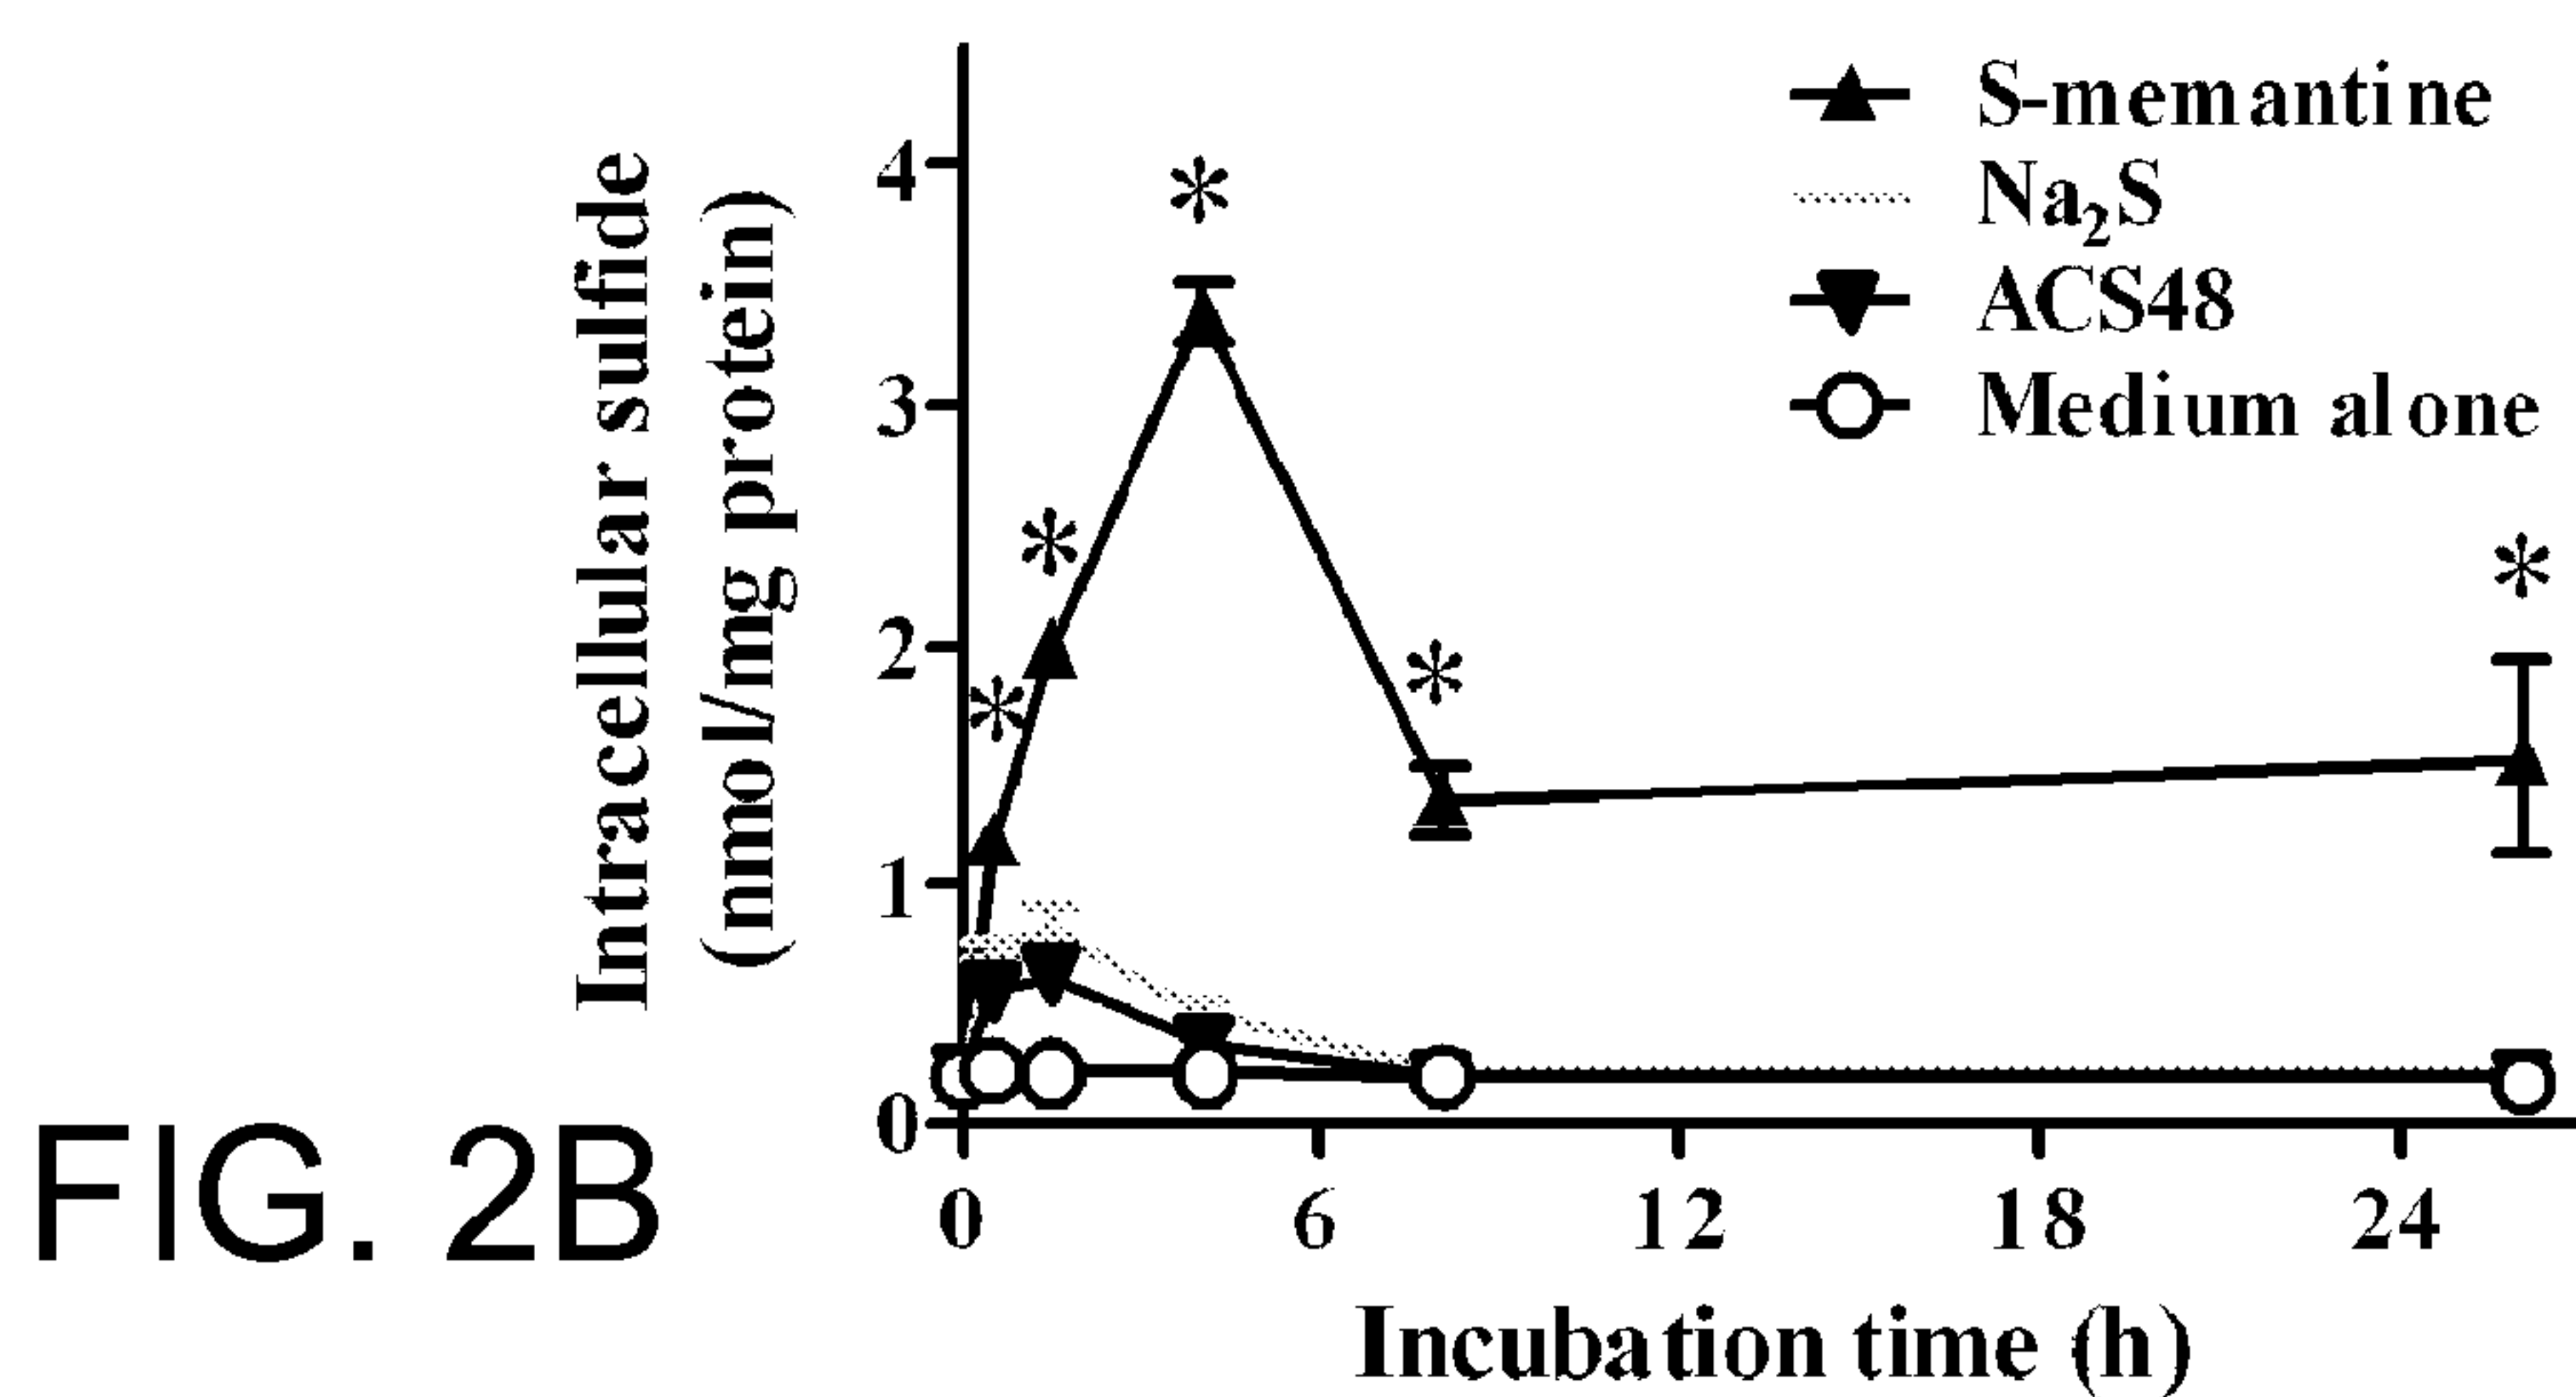 S-memantine
Na₂S
ACS48
Medium alone
Intracellular sulfide
(nmol/mg protein)
4
3
2
1
0
*
*
*
*
*
0 6 12 18 24
Incubation time (h)
FIG. 2B